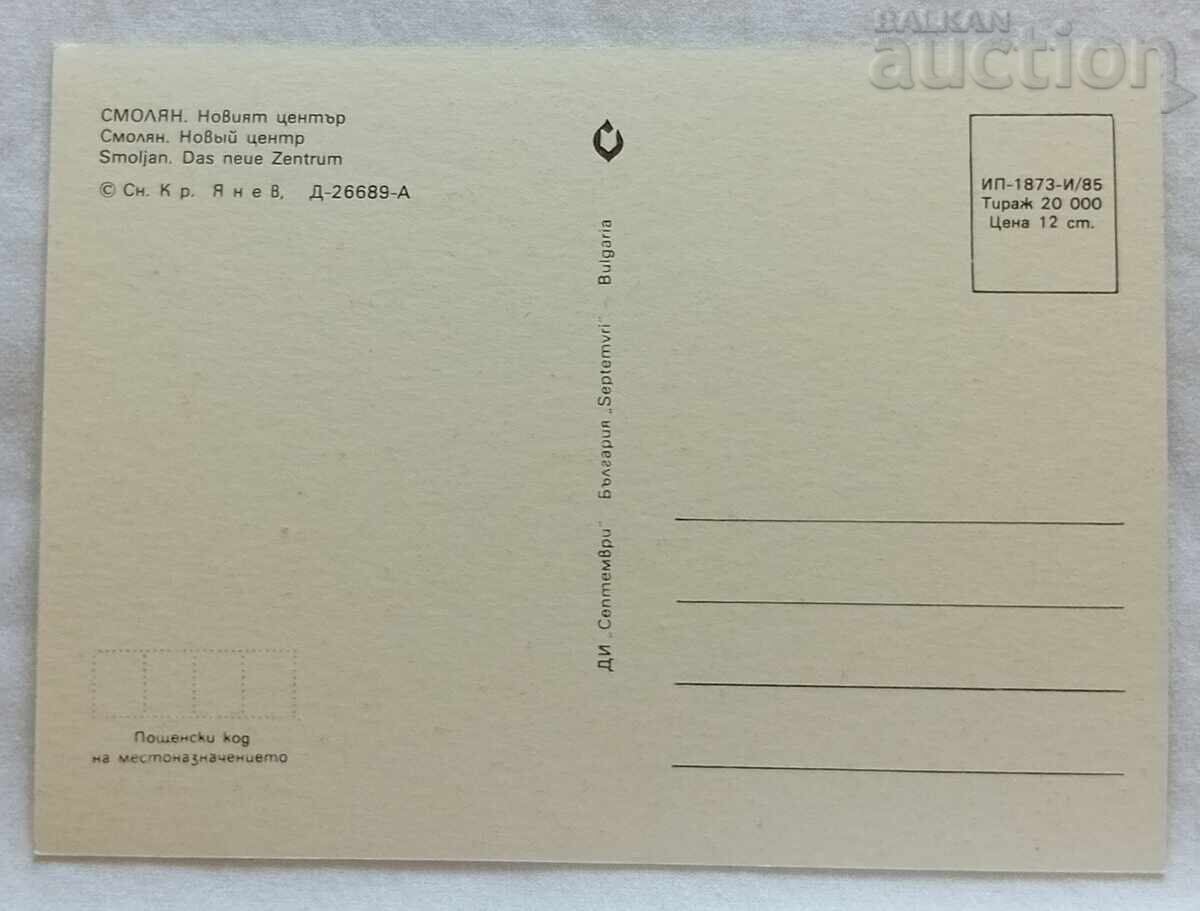 BALKAN
auction
СМОЛЯН. Новият център
Смолян. Новый центр
Smoljan. Das neue Zentrum
© Сн. Кр. Янев, Д-26689-А
ДИ „Септември" България „Septemvri" – Bulgaria
ИП-1873-И/85
Тираж 20 000
Цена 12 ст.
Пощенски код
на местоназначението